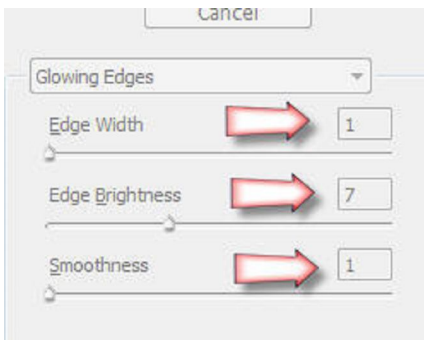 Cancel
Glowing Edges
Edge Width 1
Edge Brightness 7
Smoothness 1